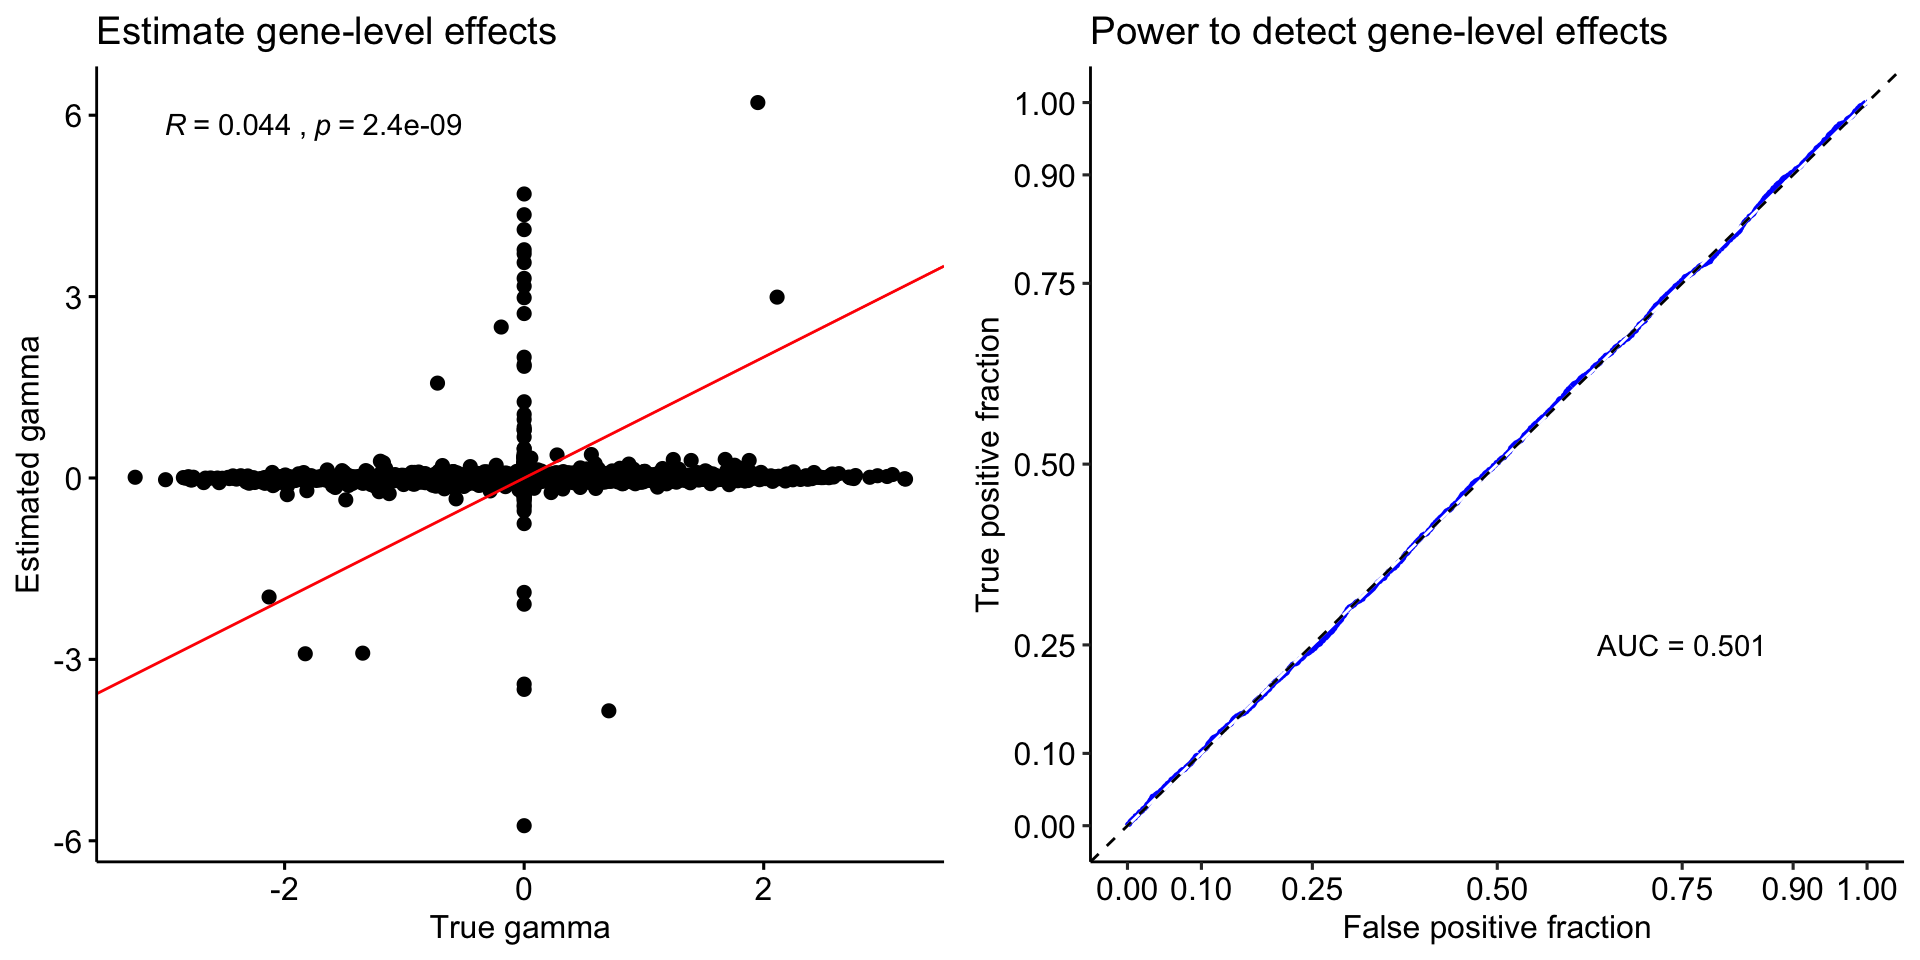 Estimate gene-level effects
R = 0.044 , p = 2.4e-09
Estimated gamma
6
3
0
-3
-6
-2
0
2
True gamma
Power to detect gene-level effects
True positive fraction
1.00
0.90
0.75
0.50
0.25
0.10
0.00
AUC = 0.501
0.00
0.10
0.25
0.50
0.75
0.90
1.00
False positive fraction